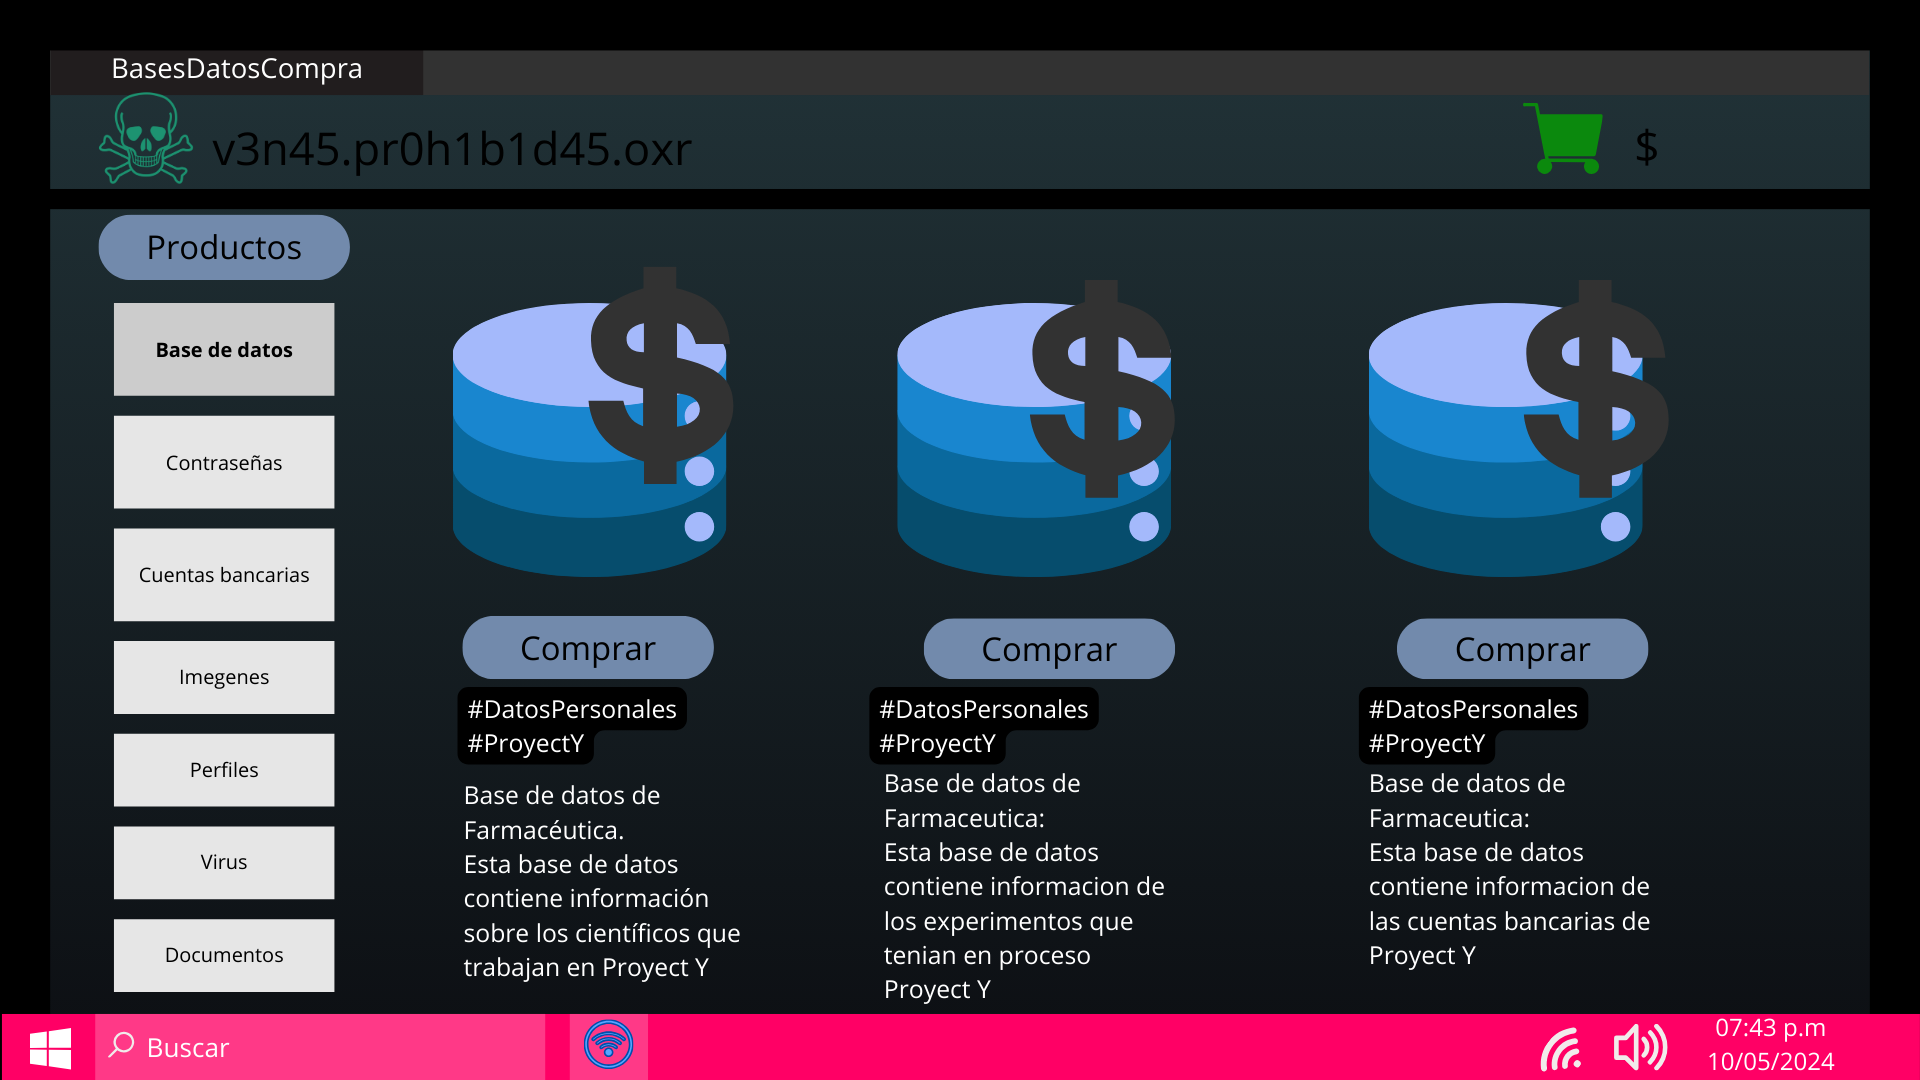 BasesDatosCompra
v3n45.pr0h1b1d45.oxr
$
Productos
Base de datos
Contraseñas
Cuentas bancarias
Imegenes
Perfiles
Virus
Documentos
$
Comprar
#DatosPersonales
#ProyectY
Base de datos de
Farmacéutica.
Esta base de datos
contiene información
sobre los científicos que
trabajan en Proyect Y
$
Comprar
#DatosPersonales
#ProyectY
Base de datos de
Farmaceutica:
Esta base de datos
contiene informacion de
los experimentos que
tenian en proceso
Proyect Y
$
Comprar
#DatosPersonales
#ProyectY
Base de datos de
Farmaceutica:
Esta base de datos
contiene informacion de
las cuentas bancarias de
Proyect Y
Buscar
07:43 p.m
10/05/2024